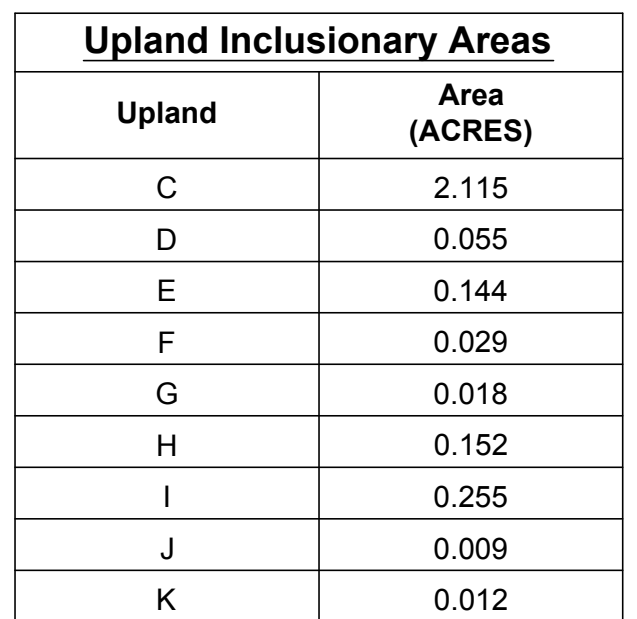 Upland Inclusionary Areas
Upland
Area
(ACRES)
C 2.115
D 0.055
E 0.144
F 0.029
G 0.018
H 0.152
I 0.255
J 0.009
K 0.012